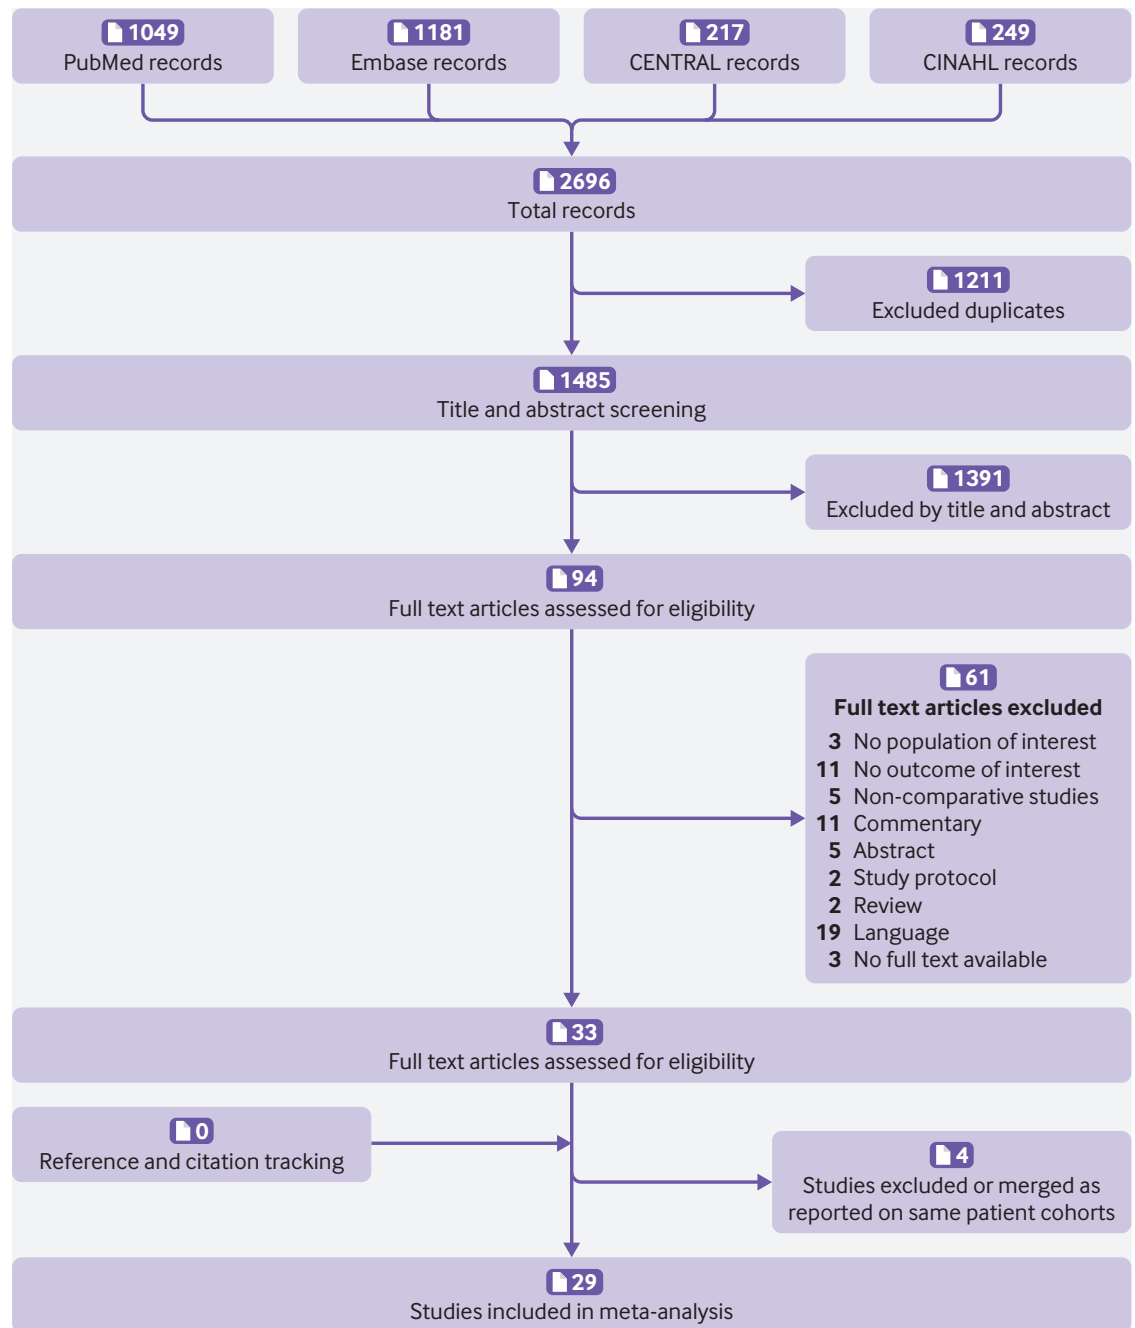 1049
PubMed records
1181
Embase records
217
CENTRAL records
249
CINAHL records
2696
Total records
1211
Excluded duplicates
1485
Title and abstract screening
1391
Excluded by title and abstract
94
Full text articles assessed for eligibility
61
Full text articles excluded
3 No population of interest
11 No outcome of interest
5 Non-comparative studies
11 Commentary
5 Abstract
2 Study protocol
2 Review
19 Language
3 No full text available
33
Full text articles assessed for eligibility
0
Reference and citation tracking
4
Studies excluded or merged as
reported on same patient cohorts
29
Studies included in meta-analysis